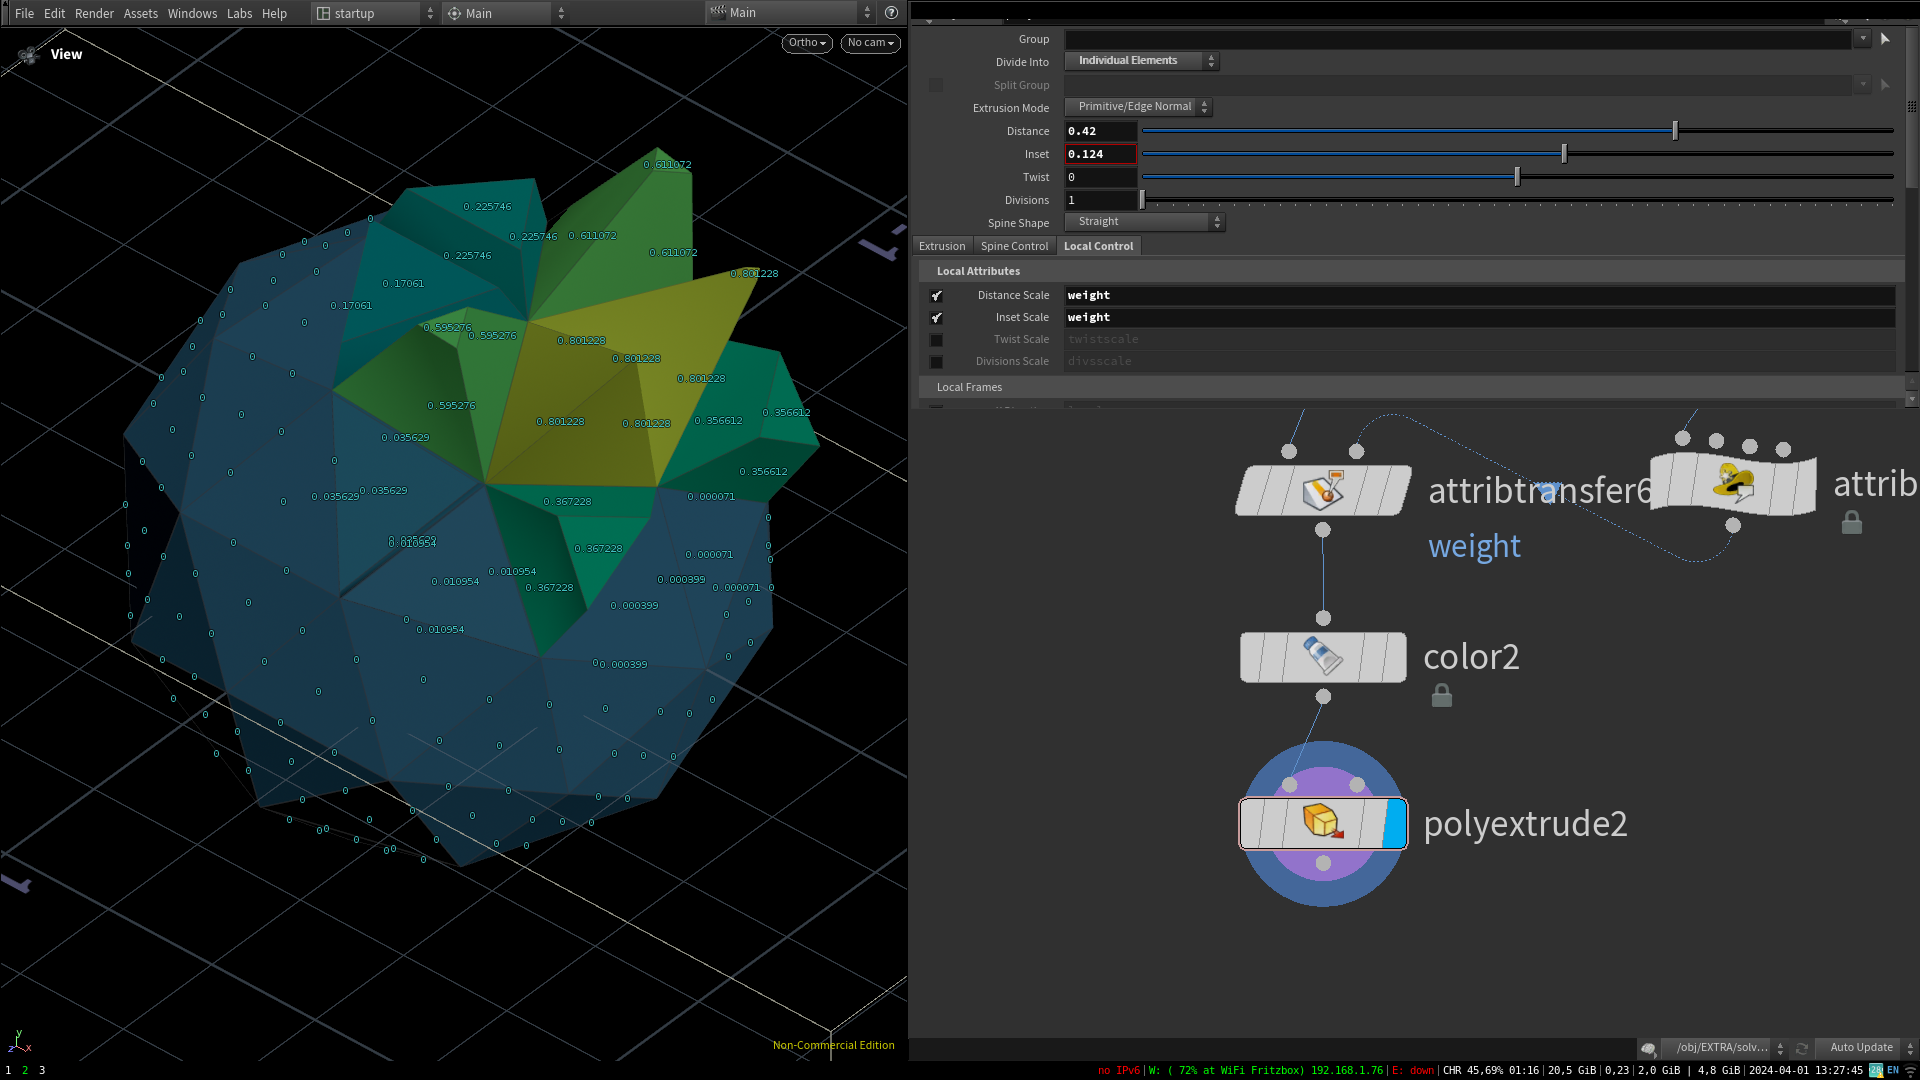 File Edit Render Assets Windows Labs Help startup Main Main
View
Ortho No cam
0.611072
0.225746
0.225746 0.611072
0.225746 0.611072
0.801228
0.17061
0.17061
0.595276 0.595276
0.801228
0.801228
0.801228
0.595276
0.356612
0.801228 0.801228 0.356612
0.035629
0.356612
0.035629 0.035629
0.367228 0.000071
0.010954
0.367228 0.000071
0.010954 0.010954 0.367228 0.000399 0.000071
0.000399
0.010954
0.000399
Non-Commercial Edition
y
z x
1 2 3
Group
Divide Into Individual Elements
Split Group
Extrusion Mode Primitive/Edge Normal
Distance 0.42
Inset 0.124
Twist 0
Divisions 1
Spine Shape Straight
Extrusion Spine Control Local Control
Local Attributes
Distance Scale weight
Inset Scale weight
Twist Scale twistscale
Divisions Scale divsscale
Local Frames
attribtransfer6
attrib
weight
color2
polyextrude2
/obj/EXTRA/solv... Auto Update
no IPv6|W: ( 72% at WiFi Fritzbox) 192.168.1.76|E: down|CHR 45,69% 01:16|20,5 GiB|0,23|2,0 GiB | 4,8 GiB|2024-04-01 13:27:45 EN